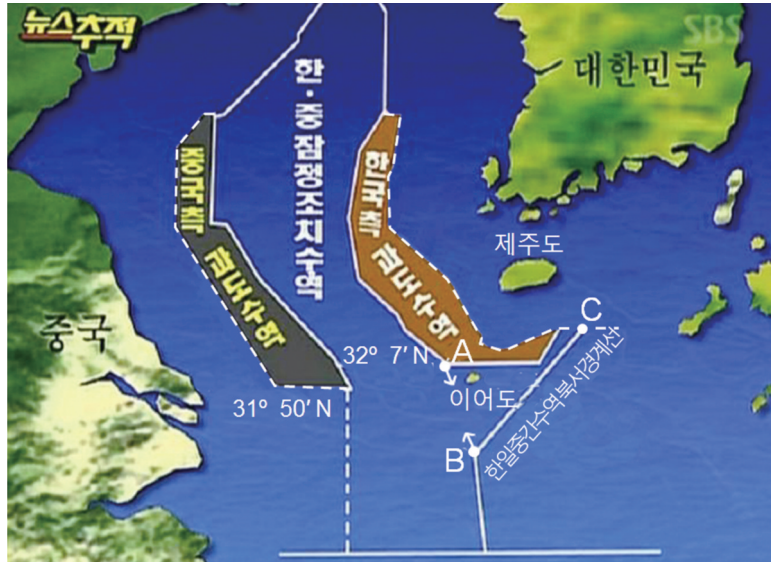 뉴스추적
SBS
대한민국
한·중잠정조치수역
중국측 과도수역
한국측 과도수역
제주도
중국
C
32° 7′ N
A
31° 50′ N
이어도
B
한일중간수역북서경계선